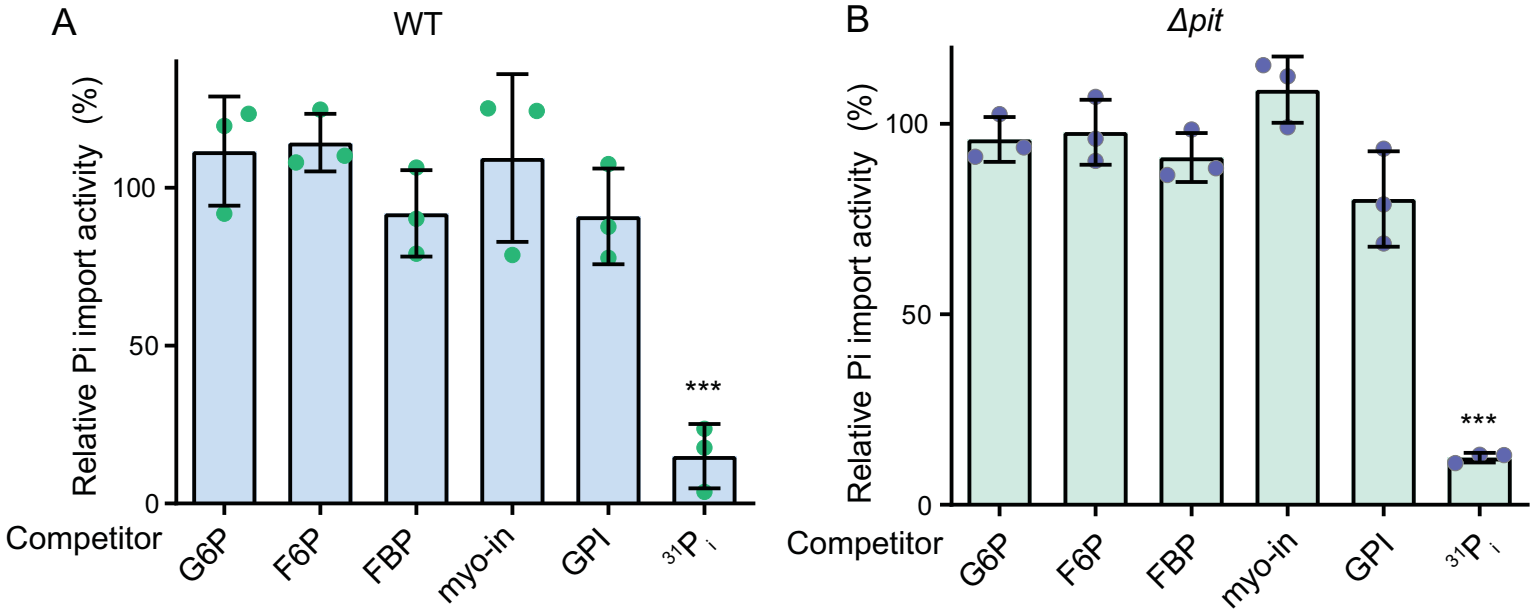 A
WT
Relative Pi import activity (%)
100
50
0
***
Competitor
G6P
F6P
FBP
myo-in
GPI
³¹Pᵢ
B
Δpit
Relative Pi import activity (%)
100
50
0
***
Competitor
G6P
F6P
FBP
myo-in
GPI
³¹Pᵢ